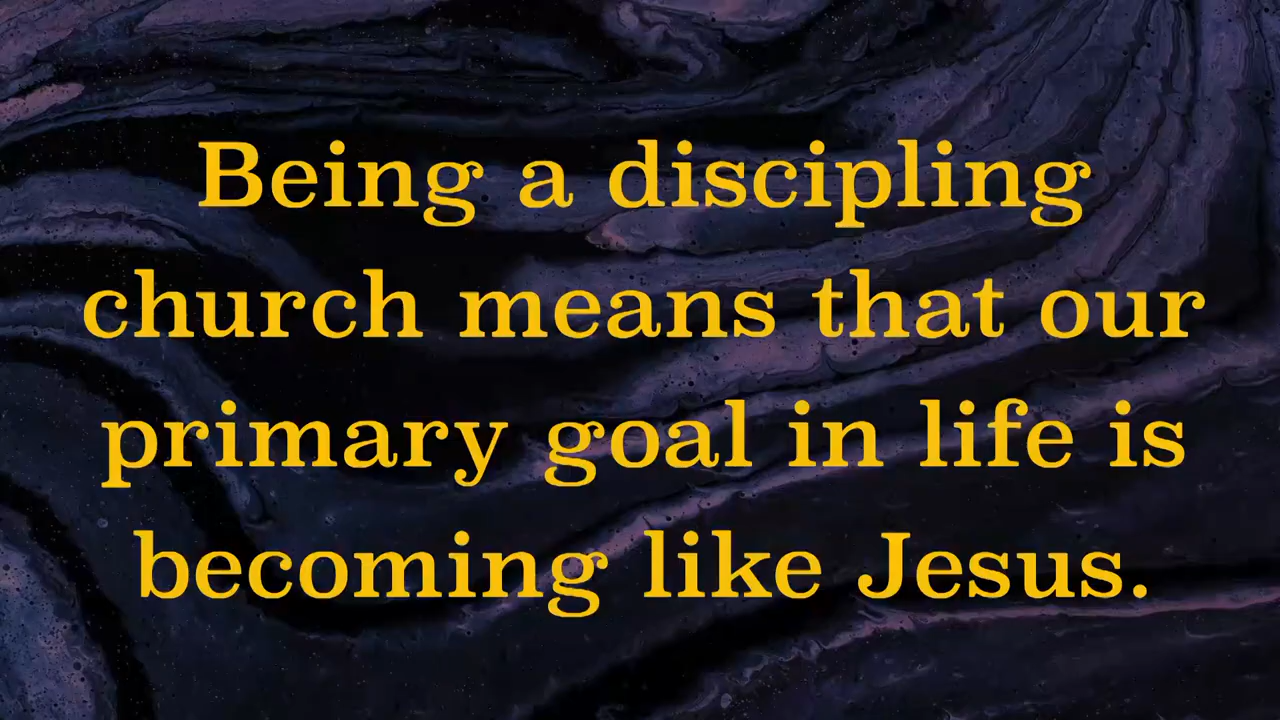 Being a discipling
church means that our
primary goal in life is
becoming like Jesus.